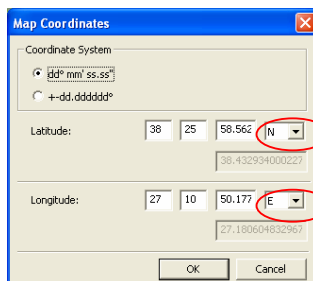 Map Coordinates
Coordinate System
dd° mm' ss.ss"
+-dd.dddddd°
Latitude: 38 25 58.562 N
38.432934000227
Longitude: 27 10 50.177 E
27.180604832967
OK Cancel